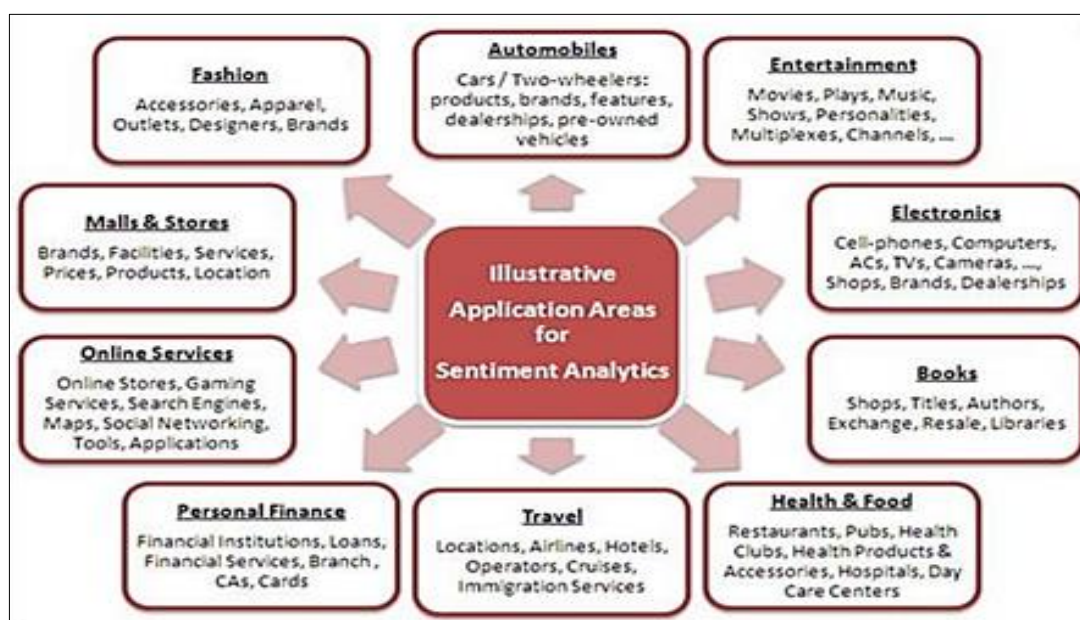 Fashion
Accessories, Apparel,
Outlets, Designers, Brands
Automobiles
Cars / Two-wheelers:
products, brands, features,
dealerships, pre-owned
vehicles
Entertainment
Movies, Plays, Music,
Shows, Personalities,
Multiplexes, Channels, ...
Malls & Stores
Brands, Facilities, Services,
Prices, Products, Location
Illustrative
Application Areas
for
Sentiment Analytics
Electronics
Cell-phones, Computers,
ACs, TVs, Cameras, ...,
Shops, Brands, Dealerships
Online Services
Online Stores, Gaming
Services, Search Engines,
Maps, Social Networking,
Tools, Applications
Books
Shops, Titles, Authors,
Exchange, Resale, Libraries
Personal Finance
Financial Institutions, Loans,
Financial Services, Branch ,
CAs, Cards
Travel
Locations, Airlines, Hotels,
Operators, Cruises,
Immigration Services
Health & Food
Restaurants, Pubs, Health
Clubs, Health Products &
Accessories, Hospitals, Day
Care Centers